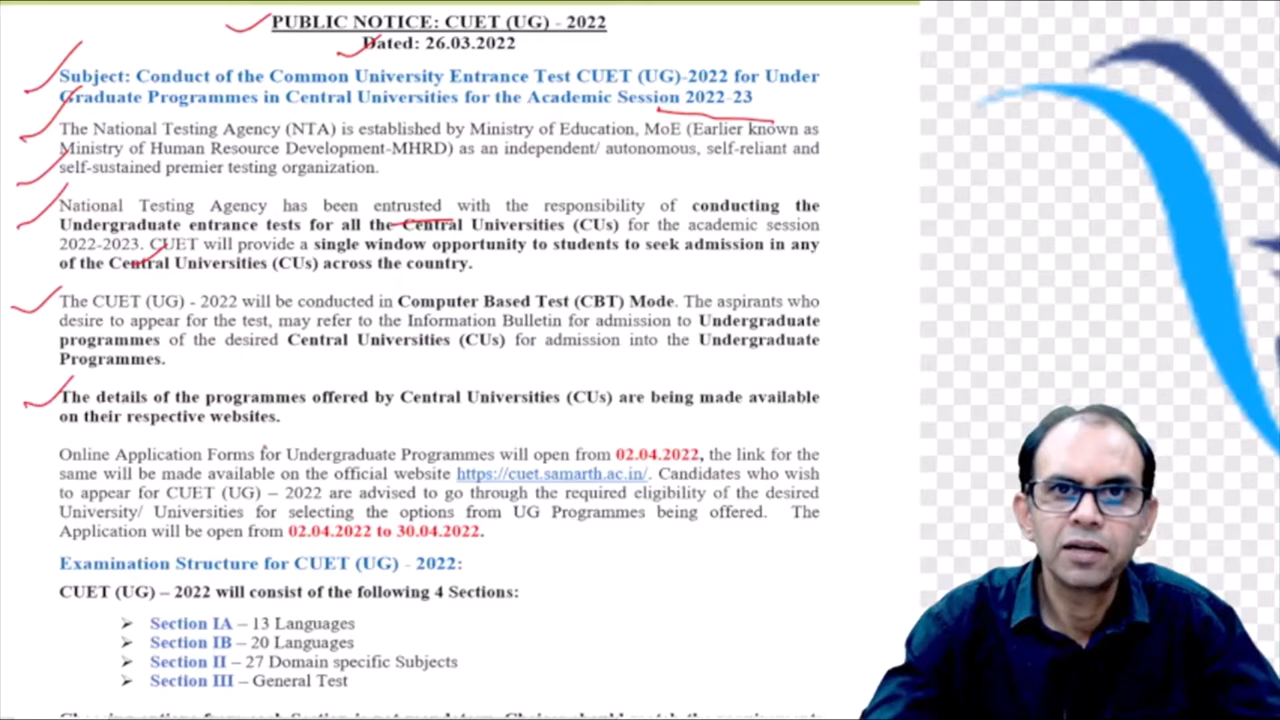 PUBLIC NOTICE: CUET (UG) - 2022
Dated: 26.03.2022
Subject: Conduct of the Common University Entrance Test CUET (UG)-2022 for Under
Graduate Programmes in Central Universities for the Academic Session 2022-23
The National Testing Agency (NTA) is established by Ministry of Education, MoE (Earlier known as
Ministry of Human Resource Development-MHRD) as an independent/ autonomous, self-reliant and
self-sustained premier testing organization.
National Testing Agency has been entrusted with the responsibility of conducting the
Undergraduate entrance tests for all the Central Universities (CUs) for the academic session
2022-2023. CUET will provide a single window opportunity to students to seek admission in any
of the Central Universities (CUs) across the country.
The CUET (UG) - 2022 will be conducted in Computer Based Test (CBT) Mode. The aspirants who
desire to appear for the test, may refer to the Information Bulletin for admission to Undergraduate
programmes of the desired Central Universities (CUs) for admission into the Undergraduate
Programmes.
The details of the programmes offered by Central Universities (CUs) are being made available
on their respective websites.
Online Application Forms for Undergraduate Programmes will open from 02.04.2022, the link for the
same will be made available on the official website https://cuet.samarth.ac.in/. Candidates who wish
to appear for CUET (UG) – 2022 are advised to go through the required eligibility of the desired
University/ Universities for selecting the options from UG Programmes being offered. The
Application will be open from 02.04.2022 to 30.04.2022.
Examination Structure for CUET (UG) - 2022:
CUET (UG) – 2022 will consist of the following 4 Sections:
➢ Section IA – 13 Languages
➢ Section IB – 20 Languages
➢ Section II – 27 Domain specific Subjects
➢ Section III – General Test